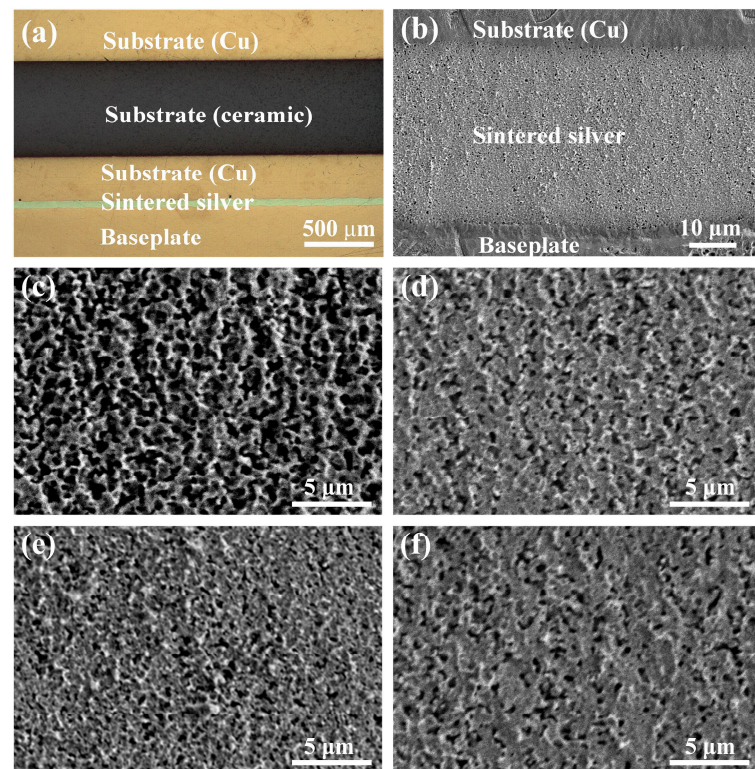 (a)
Substrate (Cu)
Substrate (ceramic)
Substrate (Cu)
Sintered silver
Baseplate
500 μm
(b)
Substrate (Cu)
Sintered silver
Baseplate
10 μm
(c)
5 μm
(d)
5 μm
(e)
5 μm
(f)
5 μm